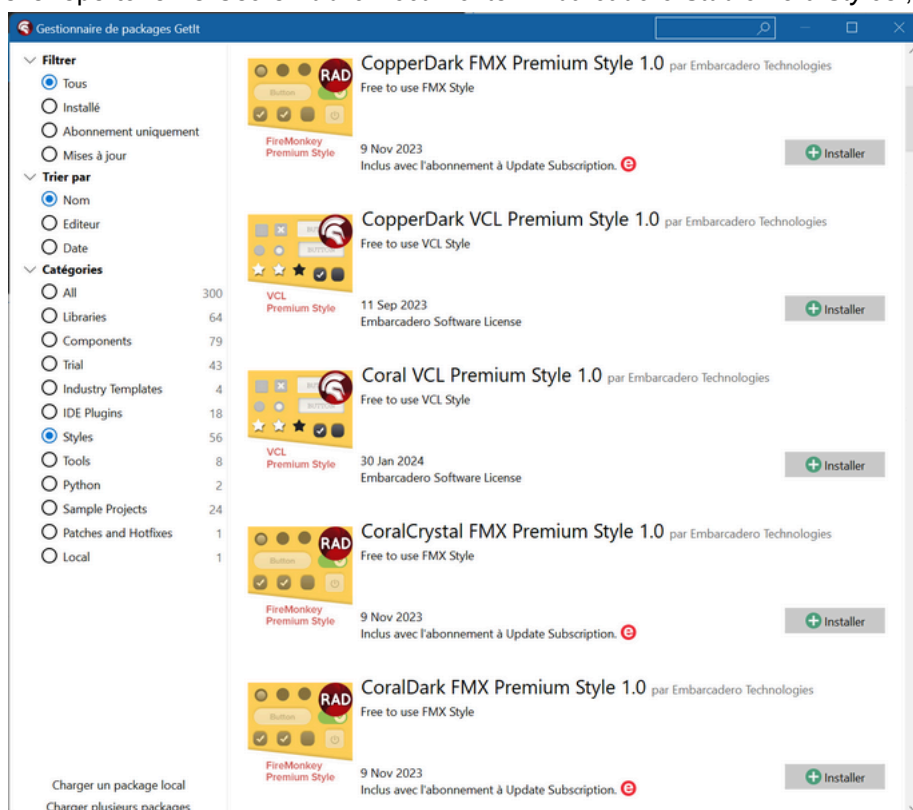 Gestionnaire de packages GetIt
Filtrer
Tous
Installé
Abonnement uniquement
Mises à jour
Trier par
Nom
Editeur
Date
Catégories
All 300
Libraries 64
Components 79
Trial 43
Industry Templates 4
IDE Plugins 18
Styles 56
Tools 8
Python 2
Sample Projects 24
Patches and Hotfixes 1
Local 1
Charger un package local
Charger plusieurs packages
RAD
Button
FireMonkey
Premium Style
CopperDark FMX Premium Style 1.0 par Embarcadero Technologies
Free to use FMX Style
9 Nov 2023
Inclus avec l'abonnement à Update Subscription.
Installer
BUTTON
VCL
Premium Style
CopperDark VCL Premium Style 1.0 par Embarcadero Technologies
Free to use VCL Style
11 Sep 2023
Embarcadero Software License
Installer
BUTTON
VCL
Premium Style
Coral VCL Premium Style 1.0 par Embarcadero Technologies
Free to use VCL Style
30 Jan 2024
Embarcadero Software License
Installer
RAD
Button
FireMonkey
Premium Style
CoralCrystal FMX Premium Style 1.0 par Embarcadero Technologies
Free to use FMX Style
9 Nov 2023
Inclus avec l'abonnement à Update Subscription.
Installer
RAD
Button
FireMonkey
Premium Style
CoralDark FMX Premium Style 1.0 par Embarcadero Technologies
Free to use FMX Style
9 Nov 2023
Inclus avec l'abonnement à Update Subscription.
Installer